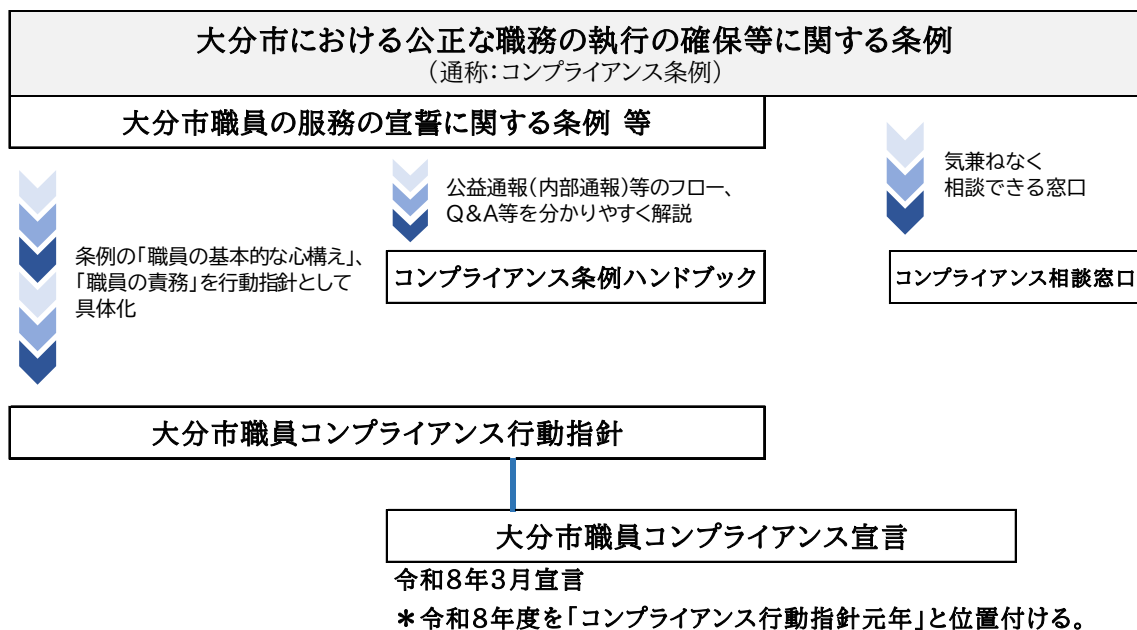 大分市における公正な職務の執行の確保等に関する条例
（通称：コンプライアンス条例）
大分市職員の服務の宣誓に関する条例 等
公益通報（内部通報）等のフロー、
Q&A等を分かりやすく解説
気兼ねなく
相談できる窓口
条例の「職員の基本的な心構え」、
「職員の責務」を行動指針として
具体化
コンプライアンス条例ハンドブック
コンプライアンス相談窓口
大分市職員コンプライアンス行動指針
大分市職員コンプライアンス宣言
令和8年3月宣言
＊令和8年度を「コンプライアンス行動指針元年」と位置付ける。